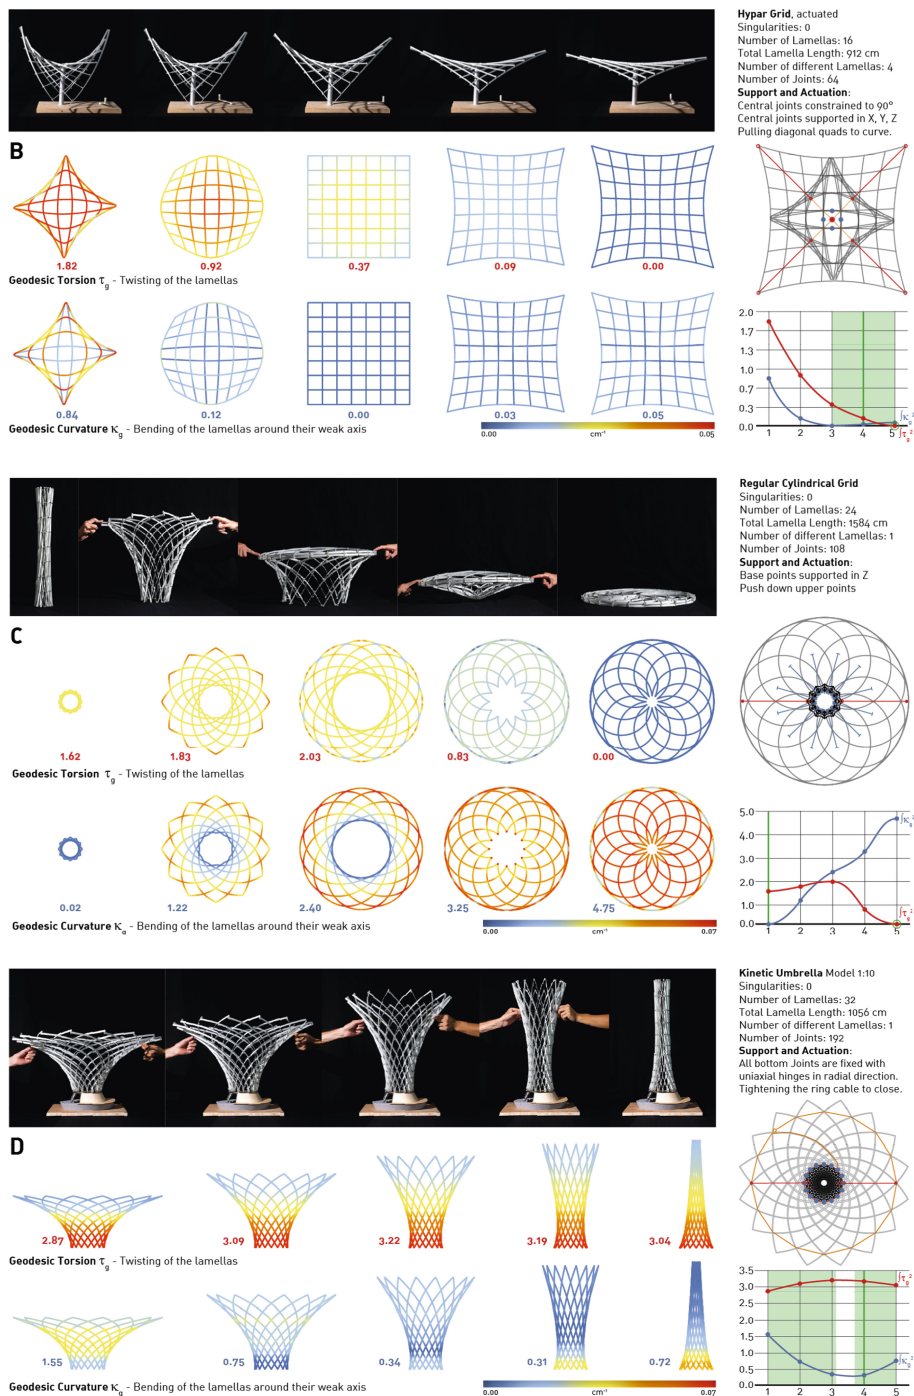 Hypar Grid, actuated
Singularities: 0
Number of Lamellas: 16
Total Lamella Length: 912 cm
Number of different Lamellas: 4
Number of Joints: 64
Support and Actuation:
Central joints constrained to 90°
Central joints supported in X, Y, Z
Pulling diagonal quads to curve.
B
1.82 0.92 0.37 0.09 0.00
Geodesic Torsion τg - Twisting of the lamellas
0.84 0.12 0.00 0.03 0.05
Geodesic Curvature κg - Bending of the lamellas around their weak axis
0.00 cm⁻¹ 0.05
2.0
1.7
1.3
1.0
0.7
0.3
0.0
1 2 3 4 5
∫κg²
∫τg²
Regular Cylindrical Grid
Singularities: 0
Number of Lamellas: 24
Total Lamella Length: 1584 cm
Number of different Lamellas: 1
Number of Joints: 108
Support and Actuation:
Base points supported in Z
Push down upper points
C
1.62 1.83 2.03 0.83 0.00
Geodesic Torsion τg - Twisting of the lamellas
0.02 1.22 2.40 3.25 4.75
Geodesic Curvature κg - Bending of the lamellas around their weak axis
0.00 cm⁻¹ 0.07
5.0
4.0
3.0
2.0
1.0
0.0
1 2 3 4 5
∫κg²
∫τg²
Kinetic Umbrella Model 1:10
Singularities: 0
Number of Lamellas: 32
Total Lamella Length: 1056 cm
Number of different Lamellas: 1
Number of Joints: 192
Support and Actuation:
All bottom Joints are fixed with
uniaxial hinges in radial direction.
Tightening the ring cable to close.
D
2.87 3.09 3.22 3.19 3.04
Geodesic Torsion τg - Twisting of the lamellas
1.55 0.75 0.34 0.31 0.72
Geodesic Curvature κg - Bending of the lamellas around their weak axis
0.00 cm⁻¹ 0.07
3.5
3.0
2.5
2.0
1.5
1.0
0.5
0.0
1 2 3 4 5
∫τg²
∫κg²